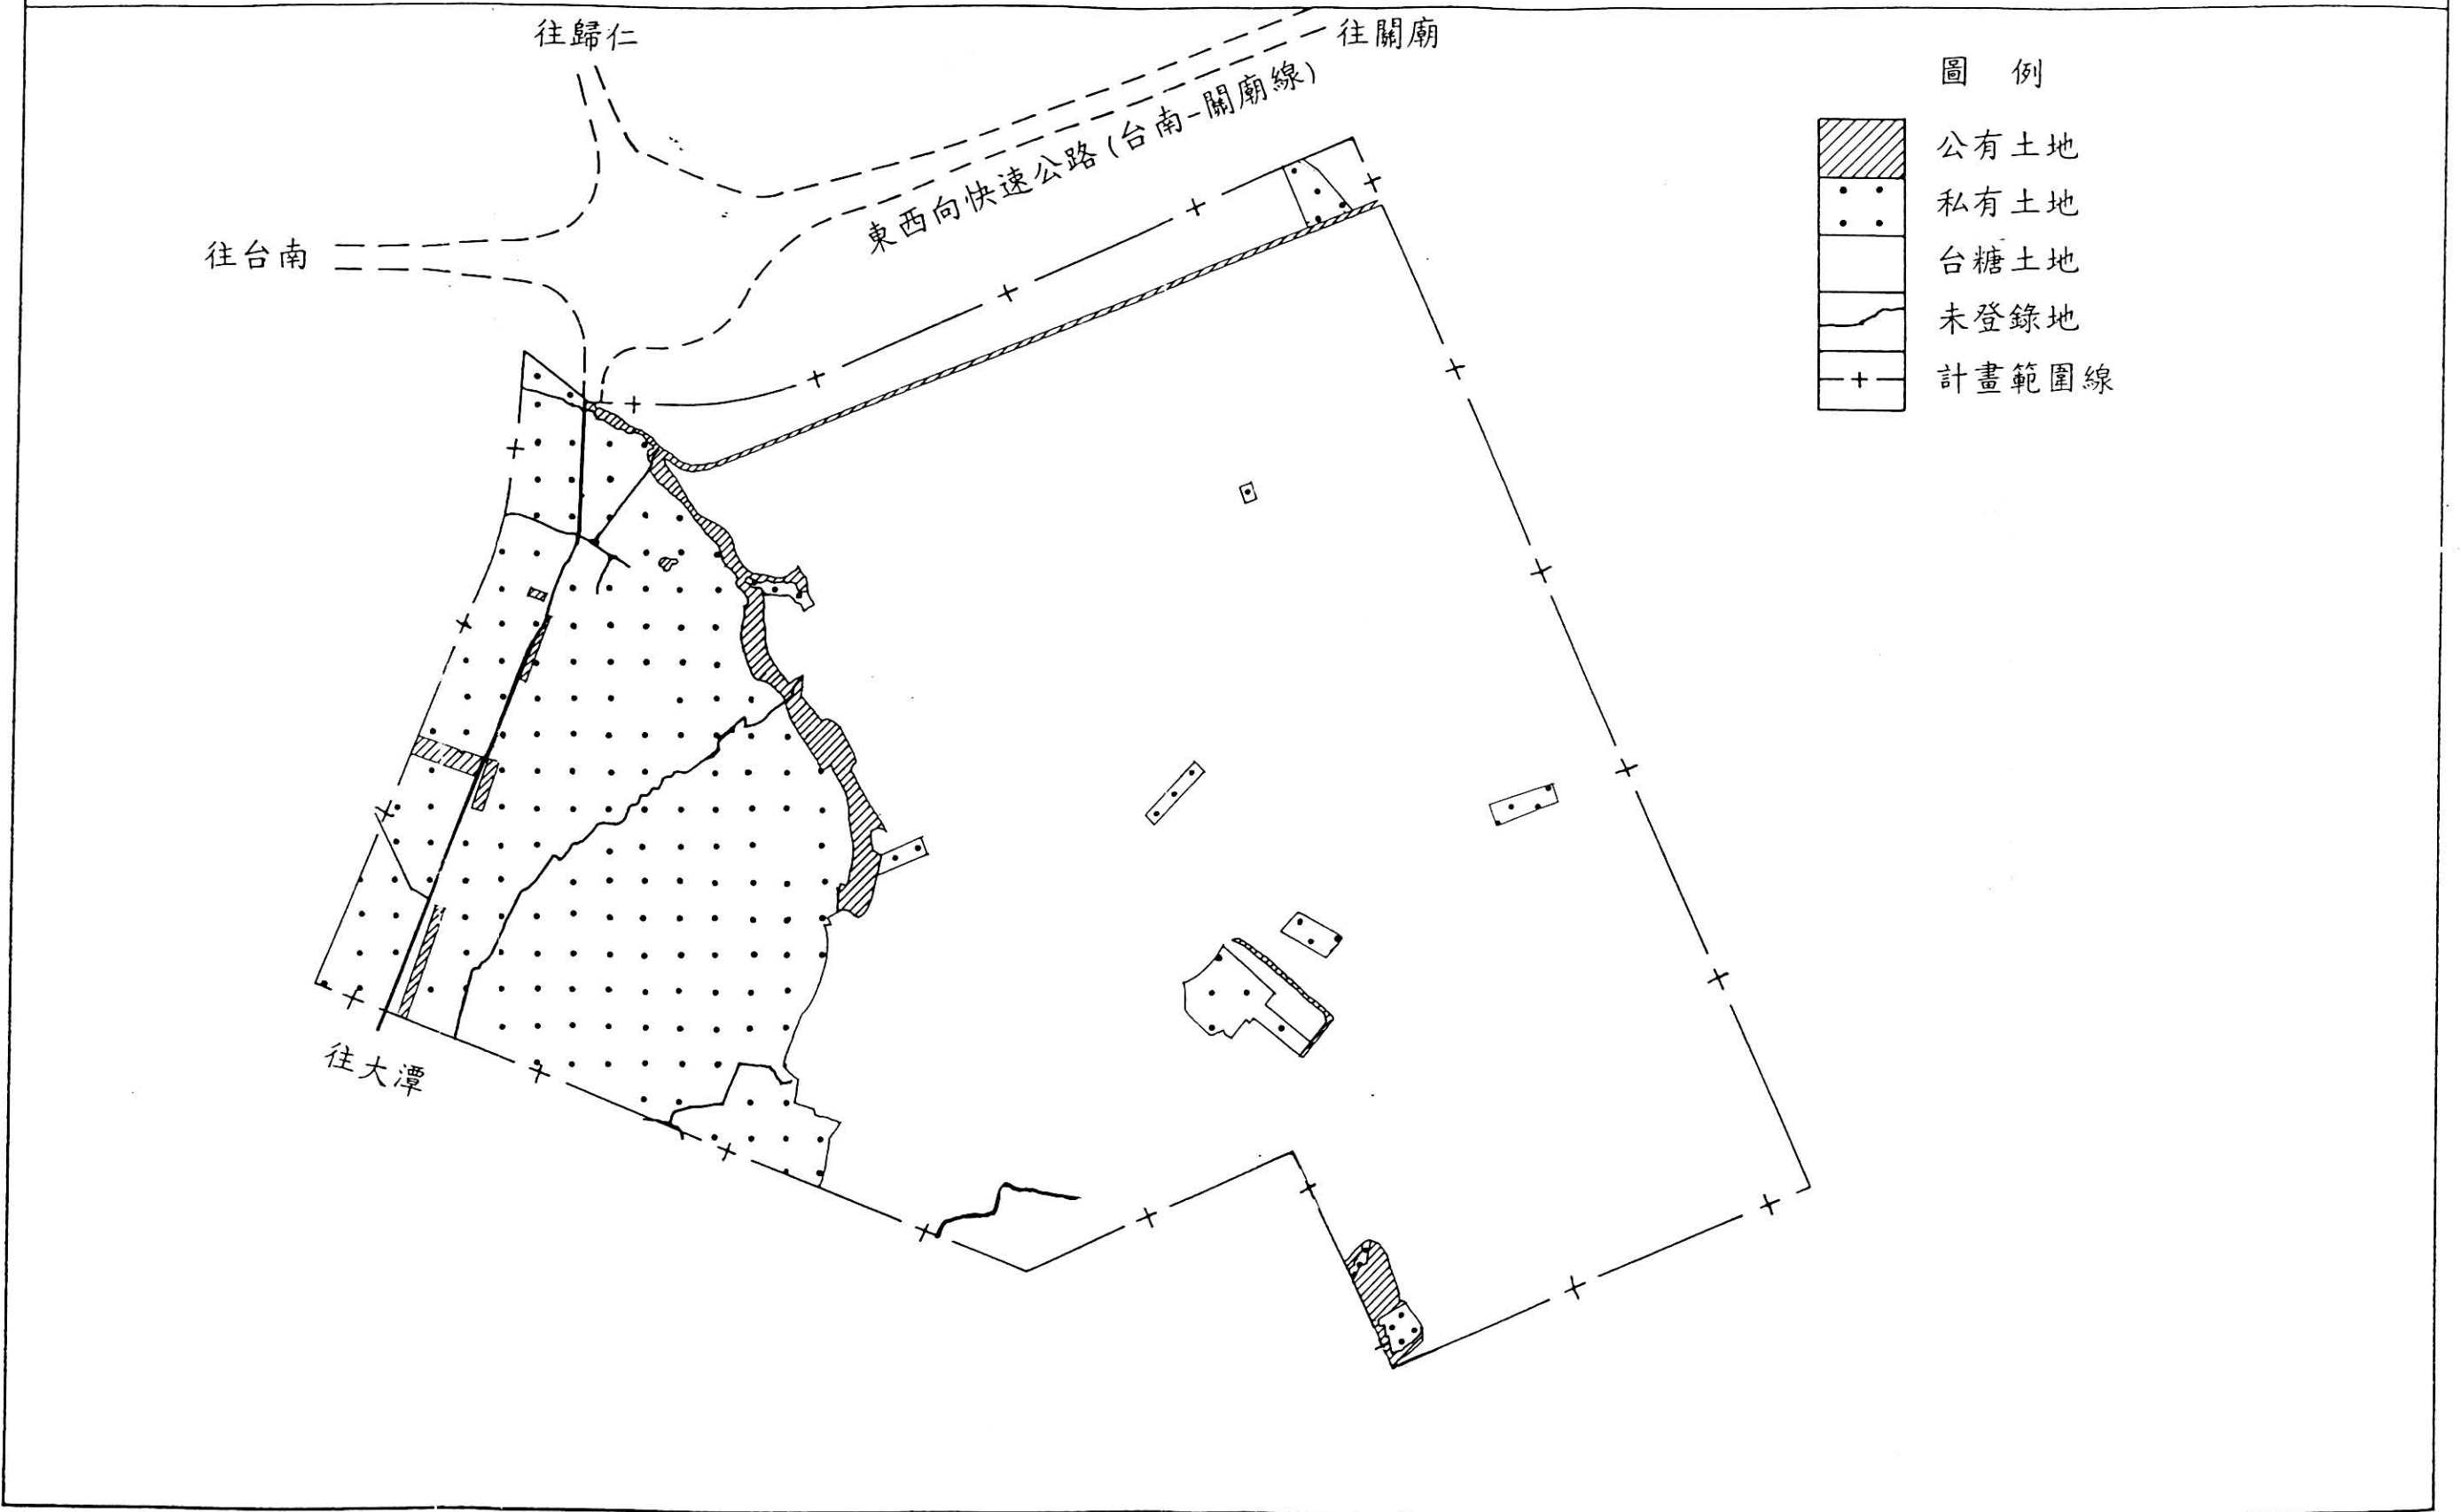 往歸仁
往關廟
東西向快速公路(台南-關廟線)
往台南
往大潭
圖 例
公有土地
私有土地
台糖土地
未登錄地
計畫範圍線